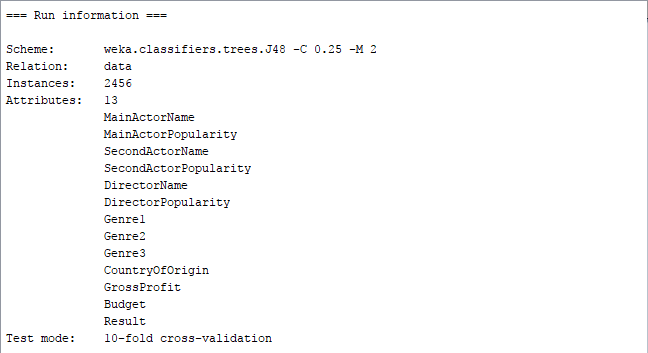 === Run information ===
Scheme: weka.classifiers.trees.J48 -C 0.25 -M 2
Relation: data
Instances: 2456
Attributes: 13
MainActorName
MainActorPopularity
SecondActorName
SecondActorPopularity
DirectorName
DirectorPopularity
Genre1
Genre2
Genre3
CountryOfOrigin
GrossProfit
Budget
Result
Test mode: 10-fold cross-validation